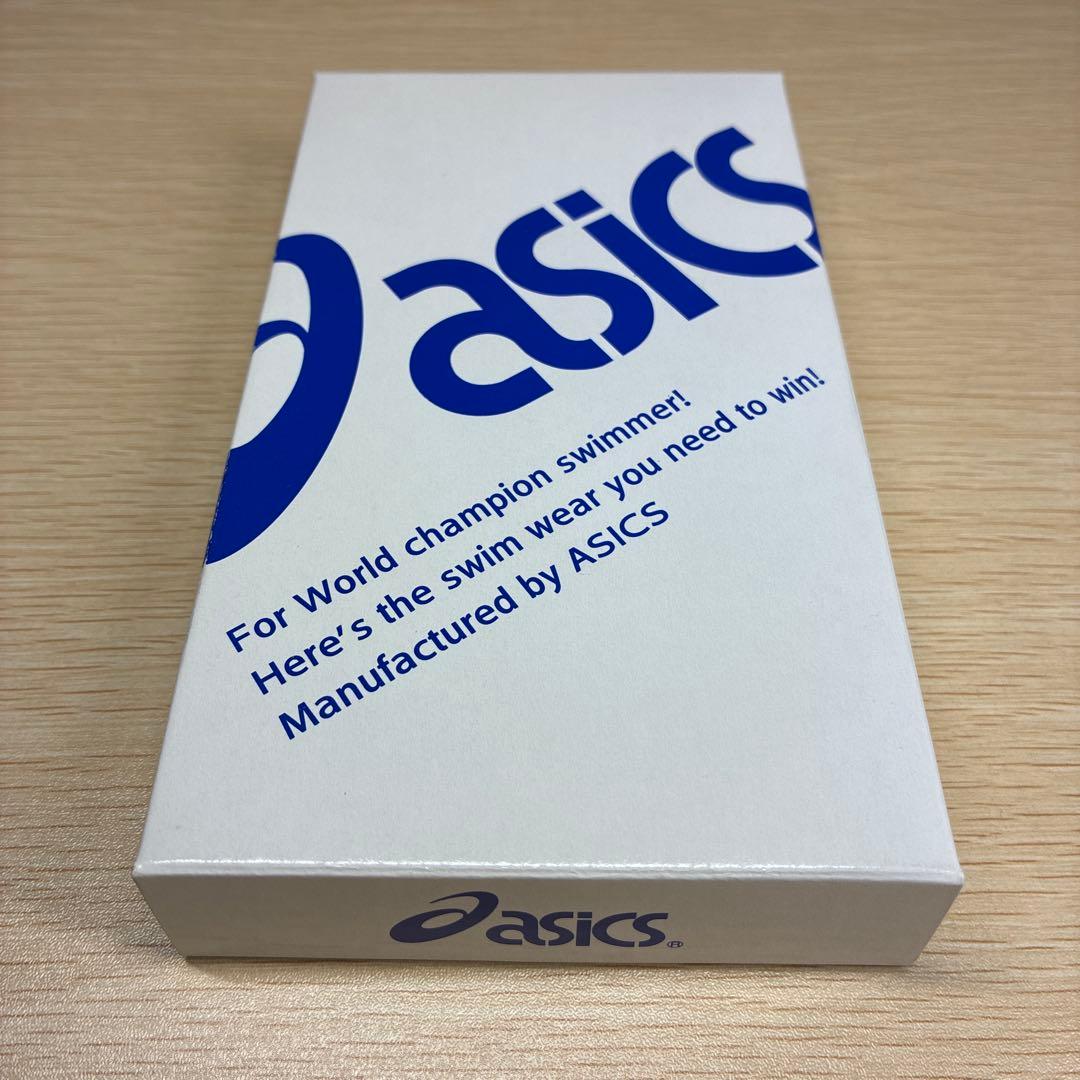 asics
For World champion swimmer!
Here's the swim wear you need to win!
Manufactured by ASICS
asics®